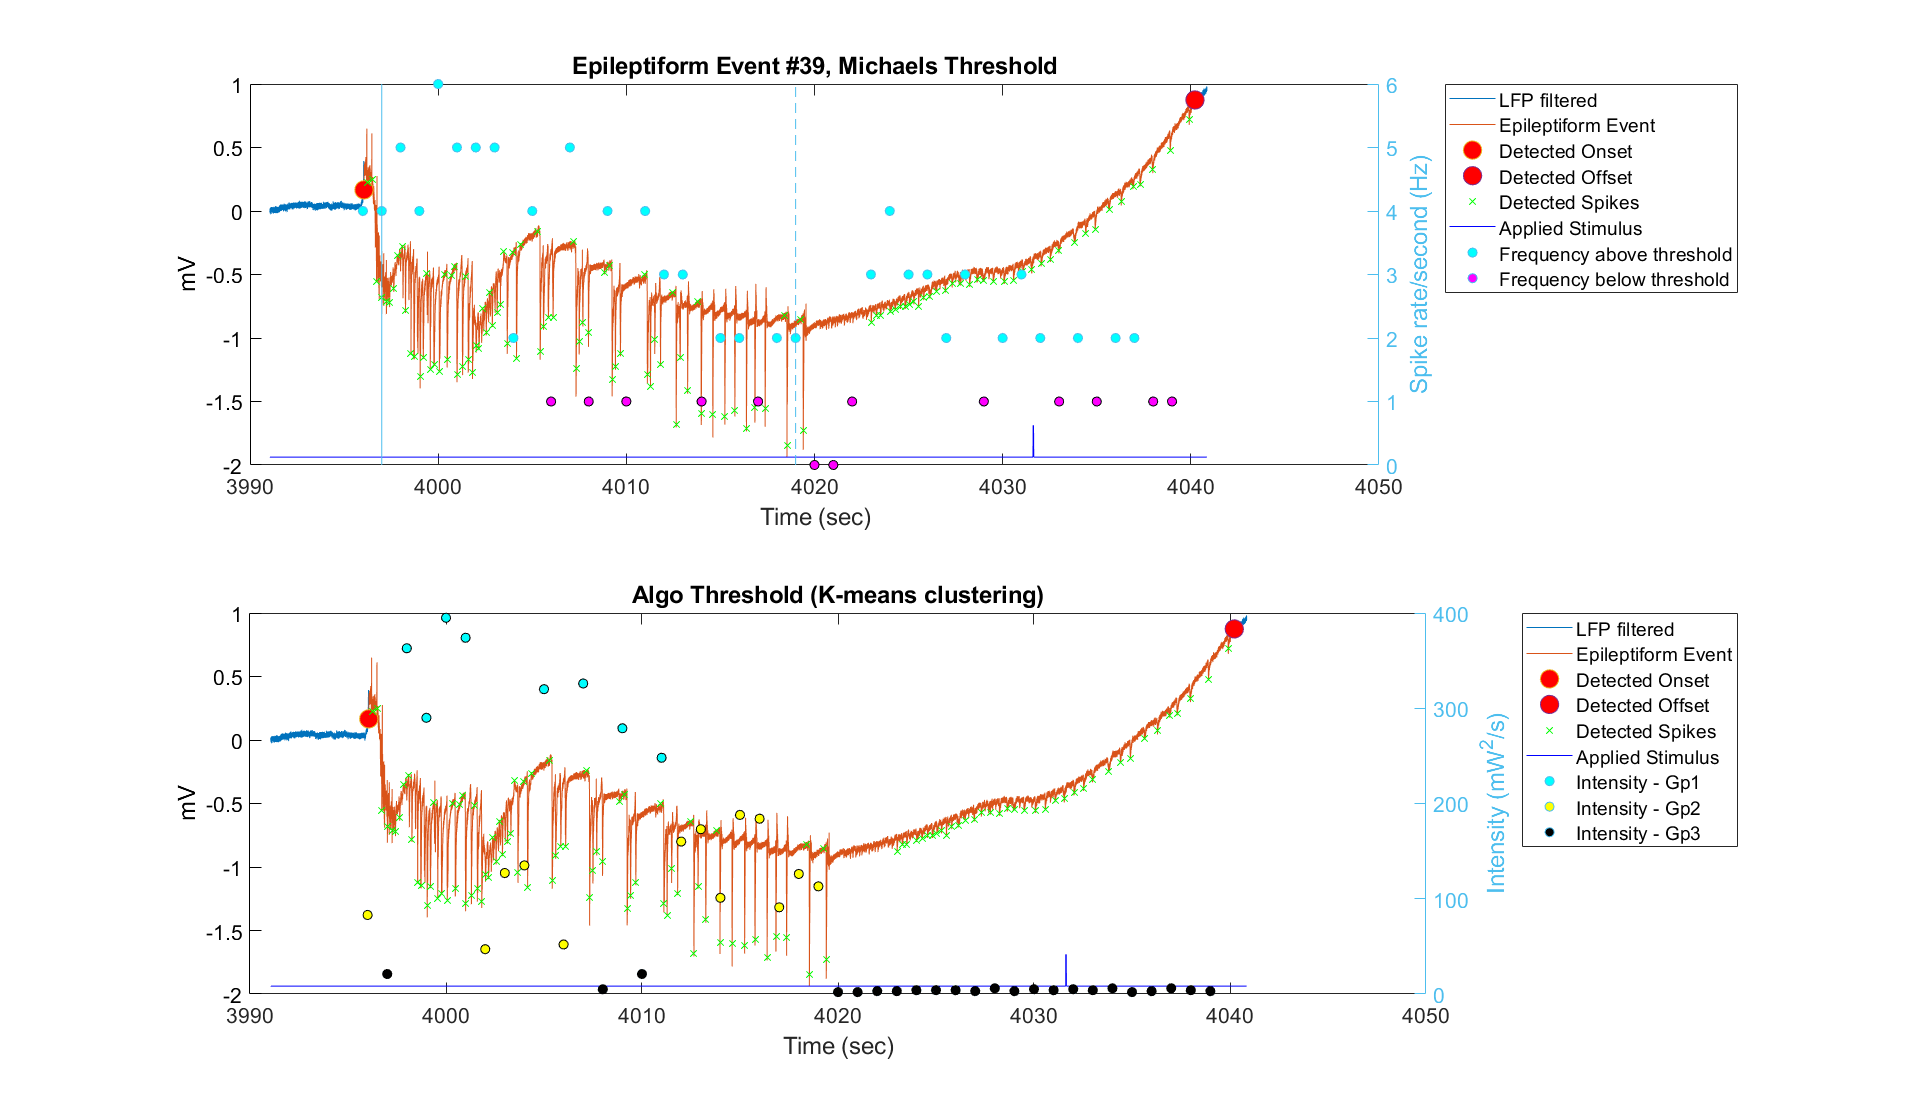 Epileptiform Event #39, Michaels Threshold
1
0.5
0
-0.5
-1
-1.5
-2
mV
3990
4000
4010
4020
4030
4040
4050
Time (sec)
6
5
4
3
2
1
0
Spike rate/second (Hz)
LFP filtered
Epileptiform Event
Detected Onset
Detected Offset
Detected Spikes
Applied Stimulus
Frequency above threshold
Frequency below threshold
Algo Threshold (K-means clustering)
1
0.5
0
-0.5
-1
-1.5
-2
mV
3990
4000
4010
4020
4030
4040
4050
Time (sec)
400
300
200
100
0
Intensity (mW²/s)
LFP filtered
Epileptiform Event
Detected Onset
Detected Offset
Detected Spikes
Applied Stimulus
Intensity - Gp1
Intensity - Gp2
Intensity - Gp3